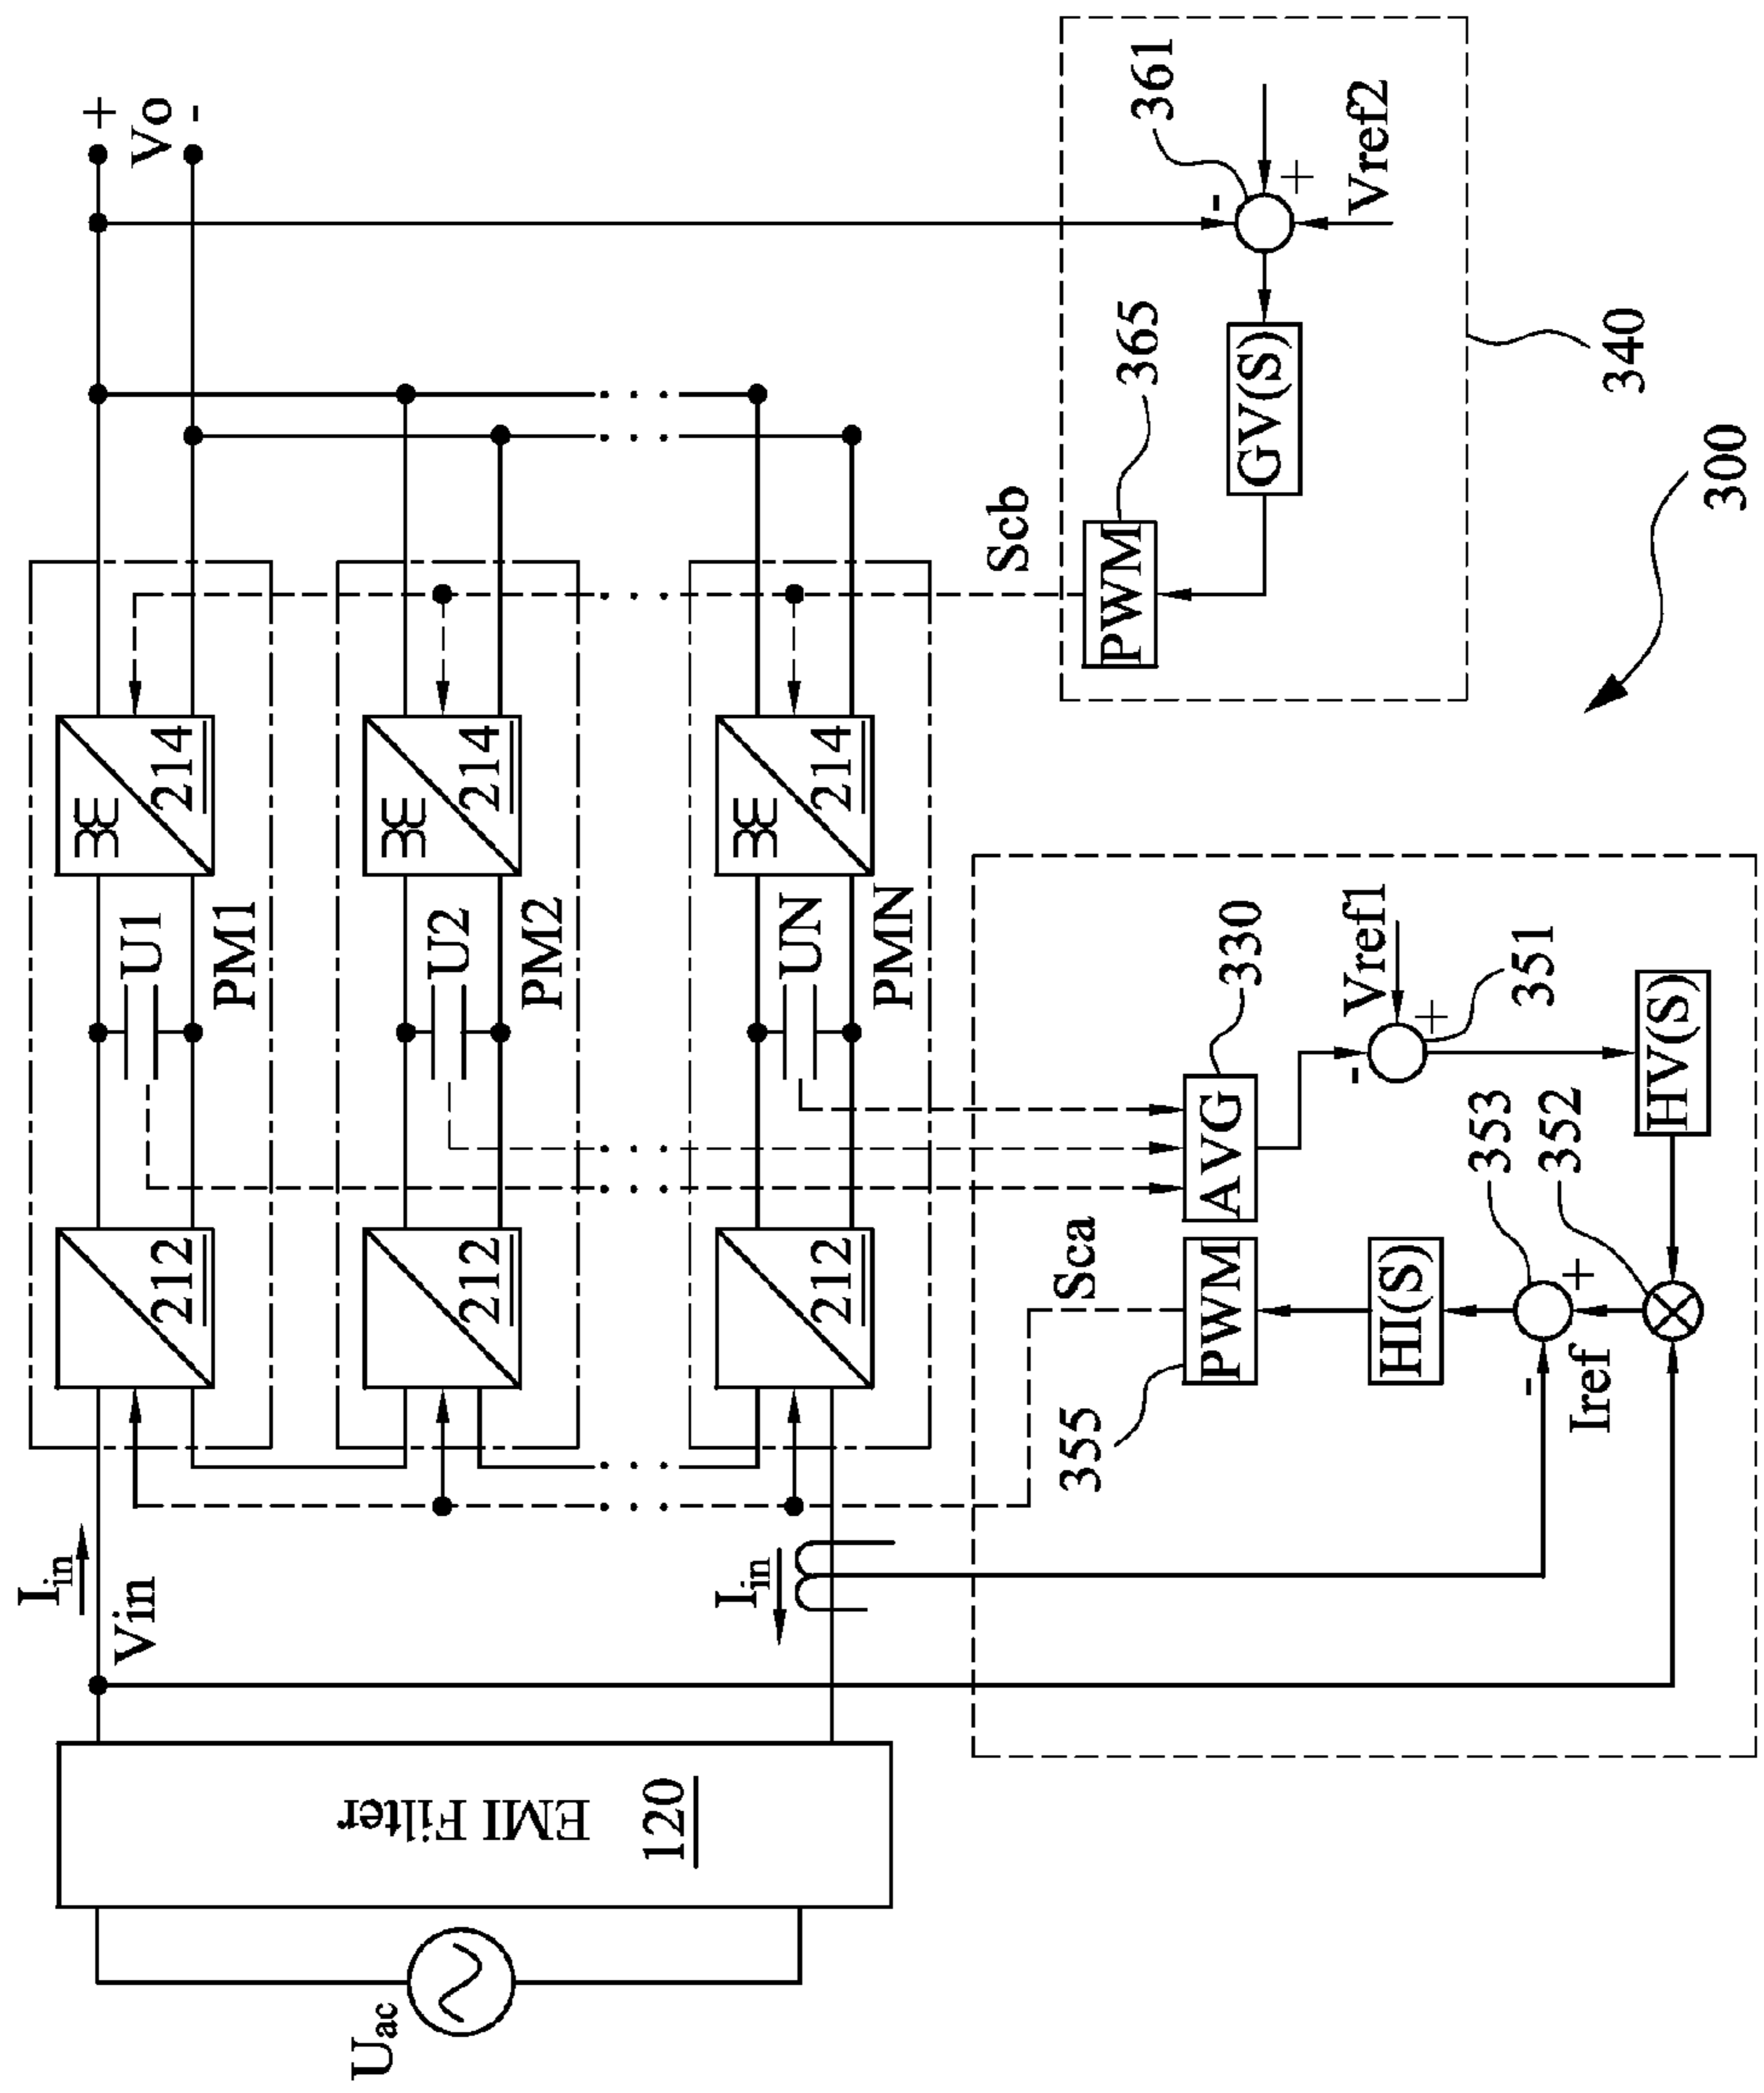 Uac
EMI Filter
120
Iin
Vin
Iin
212
U1
PM1
214
212
U2
PM2
214
212
UN
PMN
214
+
Vo
-
Sca
Scb
355
PWM
AVG
330
HI(S)
-
Iref
+
353
352
-
Vref1
+
351
HV(S)
PWM
365
GV(S)
-
361
+
Vref2
340
300